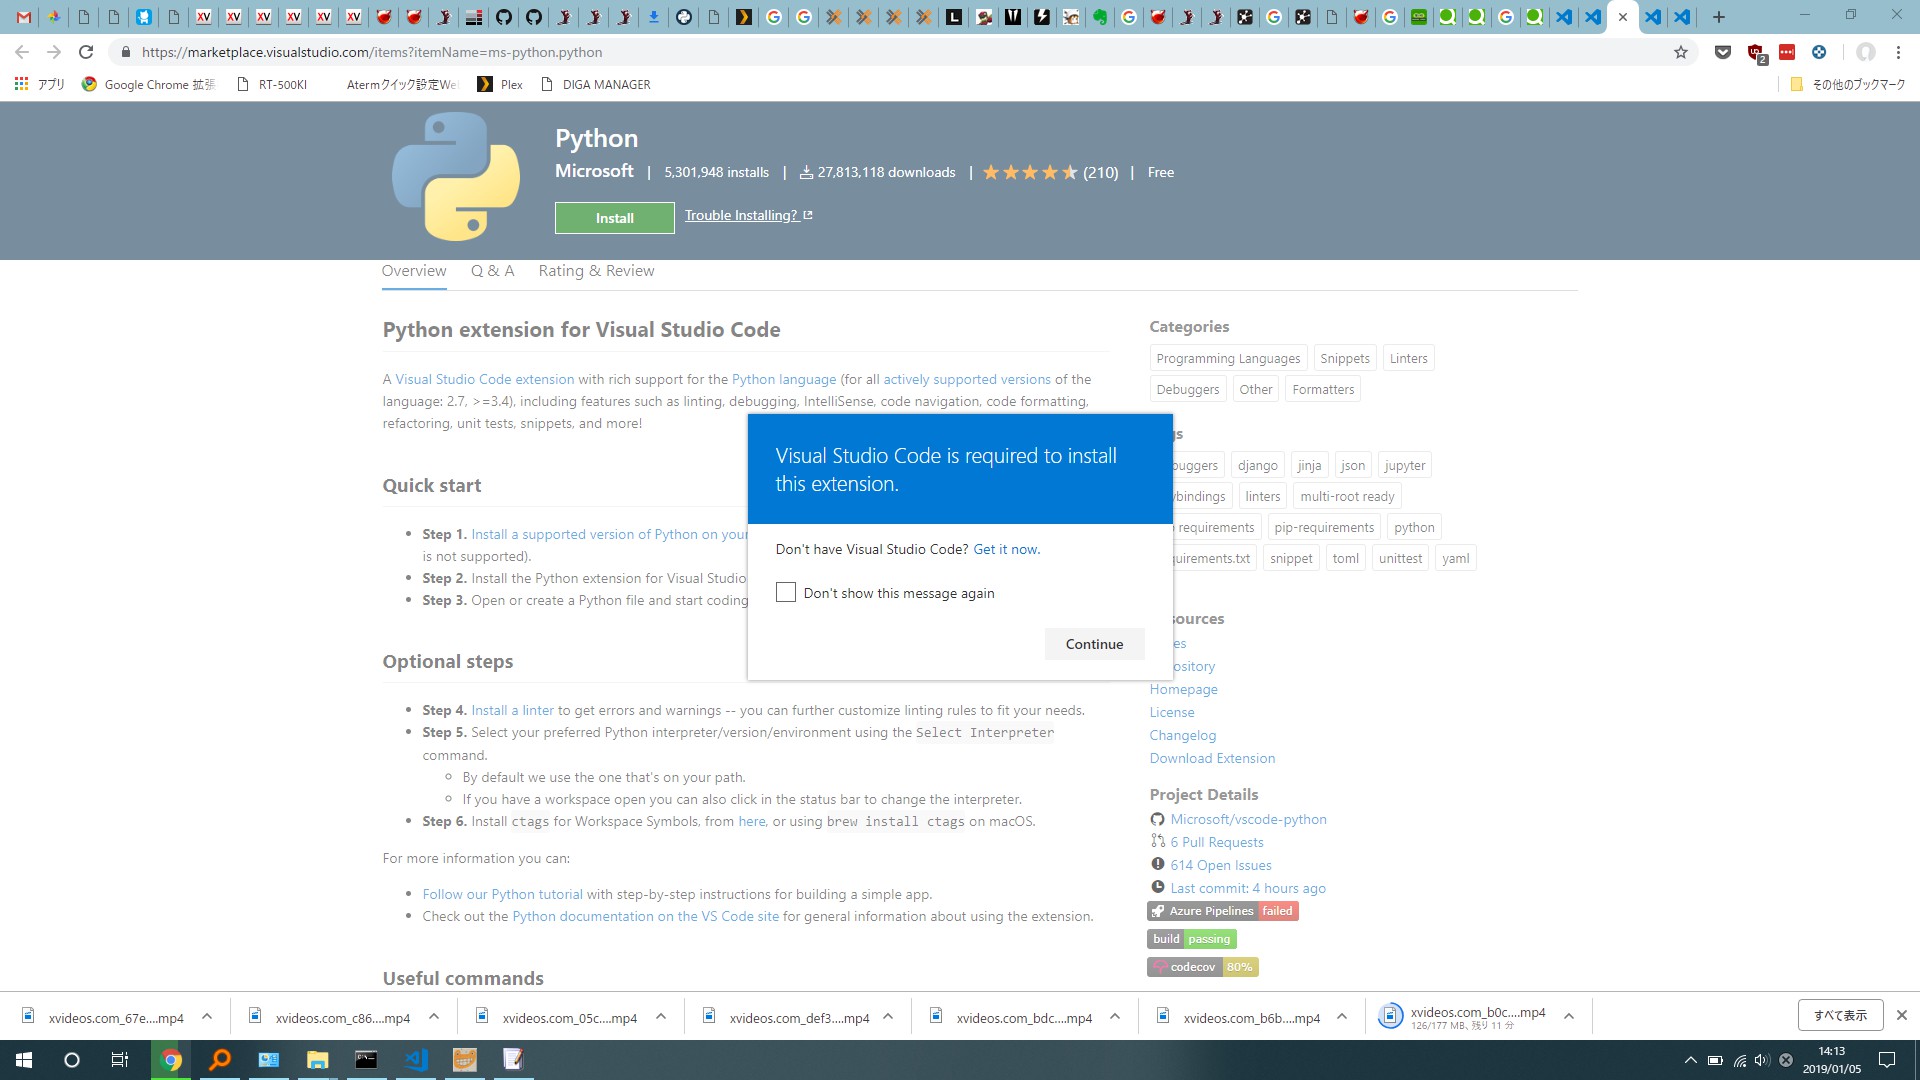 https://marketplace.visualstudio.com/items?itemName=ms-python.python
アプリ
Google Chrome 拡張
RT-500KI
Atermクイック設定We
Plex
DIGA MANAGER
その他のブックマーク
Python
Microsoft | 5,301,948 installs | 27,813,118 downloads | (210) | Free
Install
Trouble Installing?
Overview
Q & A
Rating & Review
Python extension for Visual Studio Code
A Visual Studio Code extension with rich support for the Python language (for all actively supported versions of the
language: 2.7, >=3.4), including features such as linting, debugging, IntelliSense, code navigation, code formatting,
refactoring, unit tests, snippets, and more!
Quick start
Step 1. Install a supported version of Python on your
is not supported).
Step 2. Install the Python extension for Visual Studio
Step 3. Open or create a Python file and start coding
Optional steps
Step 4. Install a linter to get errors and warnings -- you can further customize linting rules to fit your needs.
Step 5. Select your preferred Python interpreter/version/environment using the Select Interpreter
command.
By default we use the one that's on your path.
If you have a workspace open you can also click in the status bar to change the interpreter.
Step 6. Install ctags for Workspace Symbols, from here, or using brew install ctags on macOS.
For more information you can:
Follow our Python tutorial with step-by-step instructions for building a simple app.
Check out the Python documentation on the VS Code site for general information about using the extension.
Useful commands
Visual Studio Code is required to install
this extension.
Don't have Visual Studio Code? Get it now.
Don't show this message again
Continue
Categories
Programming Languages
Snippets
Linters
Debuggers
Other
Formatters
gs
uggers
django
jinja
json
jupyter
ybindings
linters
multi-root ready
requirements
pip-requirements
python
quirements.txt
snippet
toml
unittest
yaml
sources
es
ository
Homepage
License
Changelog
Download Extension
Project Details
Microsoft/vscode-python
6 Pull Requests
614 Open Issues
Last commit: 4 hours ago
Azure Pipelines failed
build passing
codecov 80%
xvideos.com_67e....mp4
xvideos.com_c86....mp4
xvideos.com_05c....mp4
xvideos.com_def3....mp4
xvideos.com_bdc....mp4
xvideos.com_b6b....mp4
xvideos.com_b0c....mp4
126/177 MB、残り 11 分
すべて表示
14:13
2019/01/05